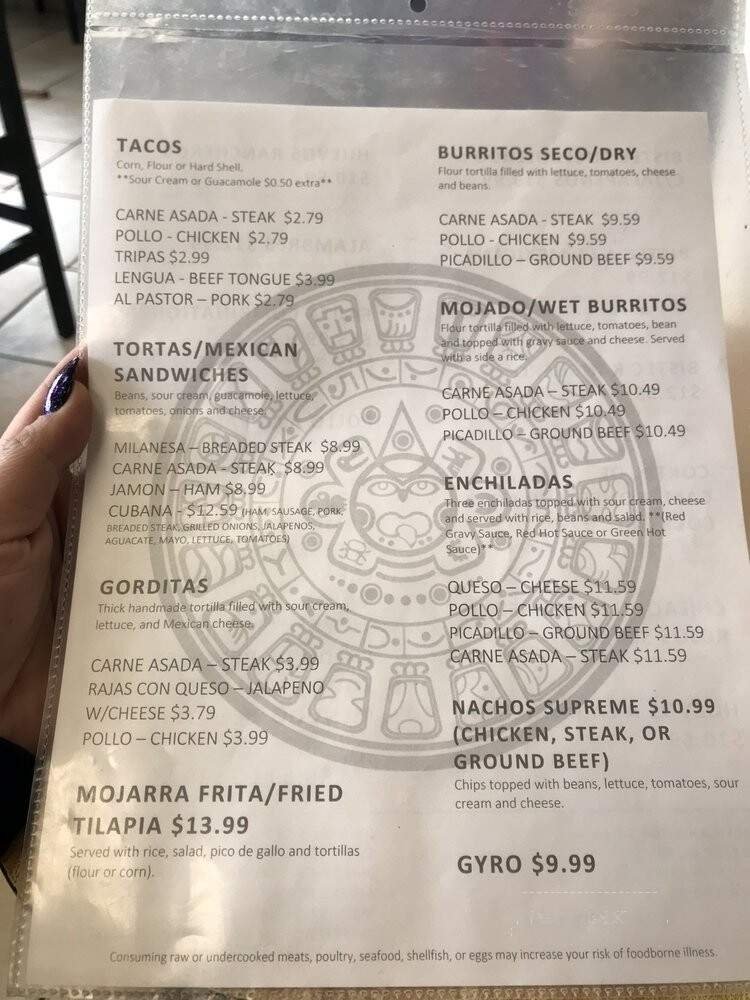 TACOS
Corn, Flour or Hard Shell.
**Sour Cream or Guacamole $0.50 extra**
CARNE ASADA - STEAK $2.79
POLLO - CHICKEN $2,79
TRIPAS $2.99
LENGUA - BEEF TONGUE $3.99
AL PASTOR – PORK $2.79
TORTAS/MEXICAN
SANDWICHES
Beans, sour cream, guacamole, lettuce,
tomatoes, onions and cheese.
MILANESA – BREADED STEAK $8.99
CARNE ASADA - STEAK $8.99
JAMON – HAM $8.99
CUBANA - $12.59 (HAM, SAUSAGE, PORK,
BREADED STEAK, GRILLED ONIONS, JALAPENOS,
AGUACATE, MAYO, LETTUCE, TOMATOES)
GORDITAS
Thick handmade tortilla filled with sour cream,
lettuce, and Mexican cheese.
CARNE ASADA – STEAK $3.99
RAJAS CON QUESO – JALAPENO
W/CHEESE $3.79
POLLO – CHICKEN $3.99
MOJARRA FRITA/FRIED
TILAPIA $13.99
Served with rice, salad, pico de gallo and tortillas
(flour or corn).
BURRITOS SECO/DRY
Flour tortilla filled with lettuce, tomatoes, cheese
and beans.
CARNE ASADA - STEAK $9.59
POLLO - CHICKEN $9.59
PICADILLO – GROUND BEEF $9.59
MOJADO/WET BURRITOS
Flour tortilla filled with lettuce, tomatoes, bean
and topped with gravy sauce and cheese. Served
with a side a rice.
CARNE ASADA – STEAK $10.49
POLLO – CHICKEN $10.49
PICADILLO – GROUND BEEF $10.49
ENCHILADAS
Three enchiladas topped with sour cream, cheese
and served with rice, beans and salad. **(Red
Gravy Sauce, Red Hot Sauce or Green Hot
Sauce)**
QUESO – CHEESE $11.59
POLLO – CHICKEN $11.59
PICADILLO – GROUND BEEF $11.59
CARNE ASADA – STEAK $11.59
NACHOS SUPREME $10.99
(CHICKEN, STEAK, OR
GROUND BEEF)
Chips topped with beans, lettuce, tomatoes, sour
cream and cheese.
GYRO $9.99
Consuming raw or undercooked meats, poultry, seafood, shellfish, or eggs may increase your risk of foodborne illness.